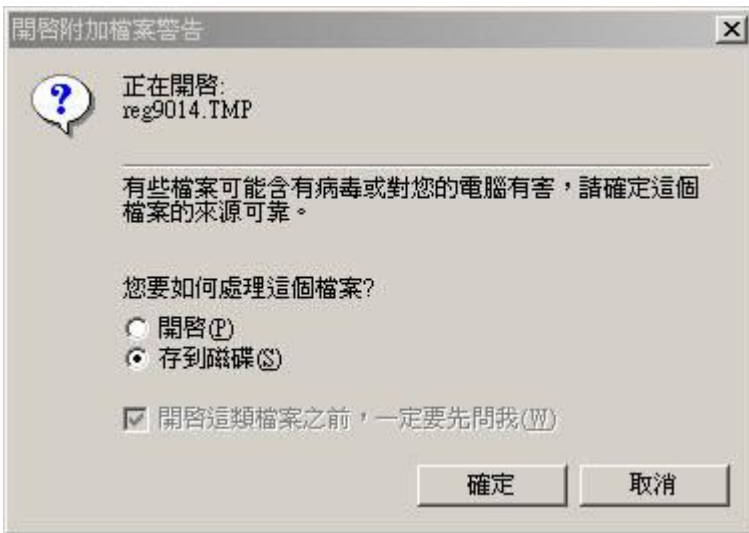 開啓附加檔案警告
?
正在開啓:
reg9014.TMP
有些檔案可能含有病毒或對您的電腦有害，請確定這個
檔案的來源可靠。
您要如何處理這個檔案?
開啓(P)
存到磁碟(S)
開啓這類檔案之前，一定要先問我(W)
確定
取消